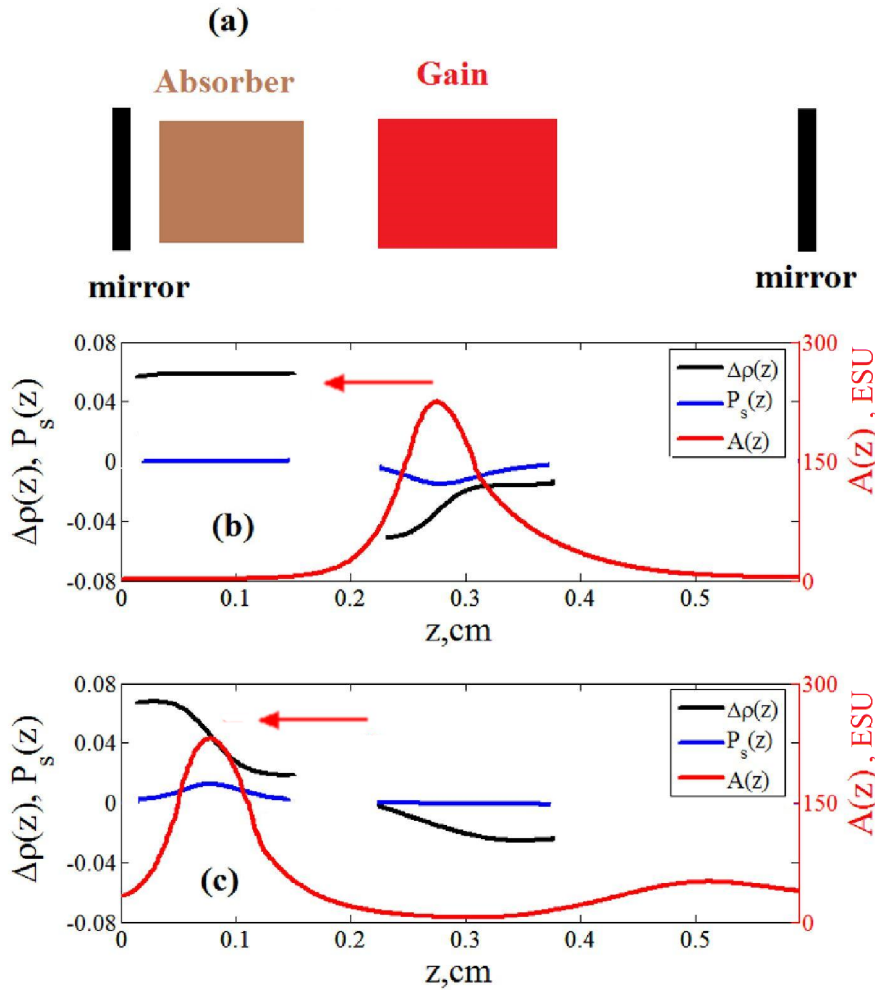 (a)
Absorber
Gain
mirror
mirror
0.08
0.04
0
-0.04
-0.08
Δρ(z), P_s(z)
300
150
0
A(z) , ESU
Δρ(z)
P_s(z)
A(z)
(b)
0
0.1
0.2
0.3
0.4
0.5
z,cm
0.08
0.04
0
-0.04
-0.08
Δρ(z), P_s(z)
300
150
0
A(z) , ESU
Δρ(z)
P_s(z)
A(z)
(c)
0
0.1
0.2
0.3
0.4
0.5
z,cm